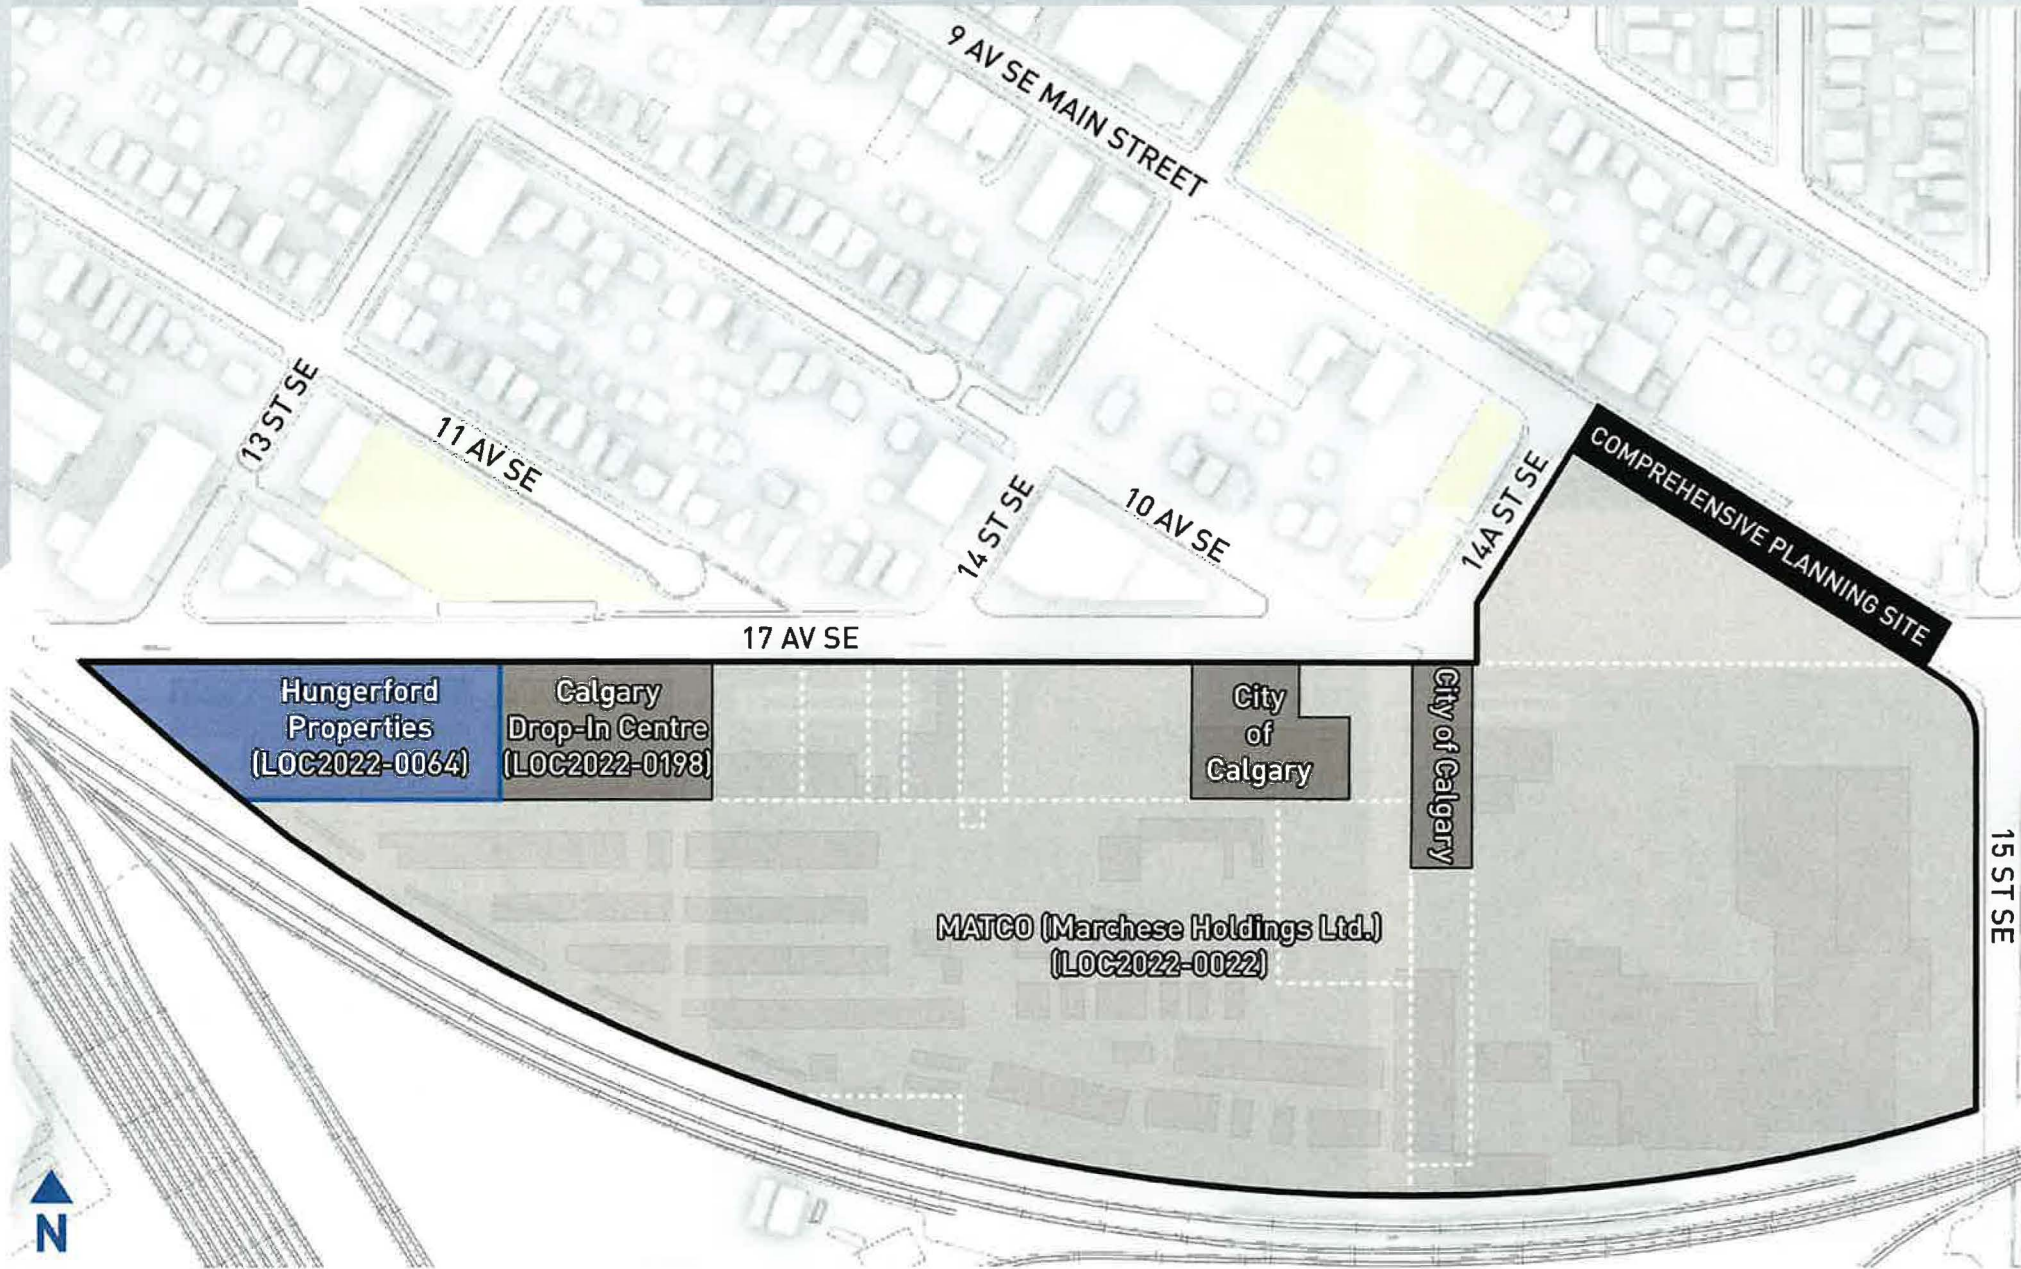 9 AV SE MAIN STREET
13 ST SE
11 AV SE
14 ST SE
10 AV SE
14A ST SE
COMPREHENSIVE PLANNING SITE
17 AV SE
Hungerford
Properties
(LOC2022-0064)
Calgary
Drop-In Centre
(LOC2022-0198)
City
of
Calgary
City of Calgary
15 ST SE
MATCO (Marchese Holdings Ltd.)
(LOC2022-0022)
N